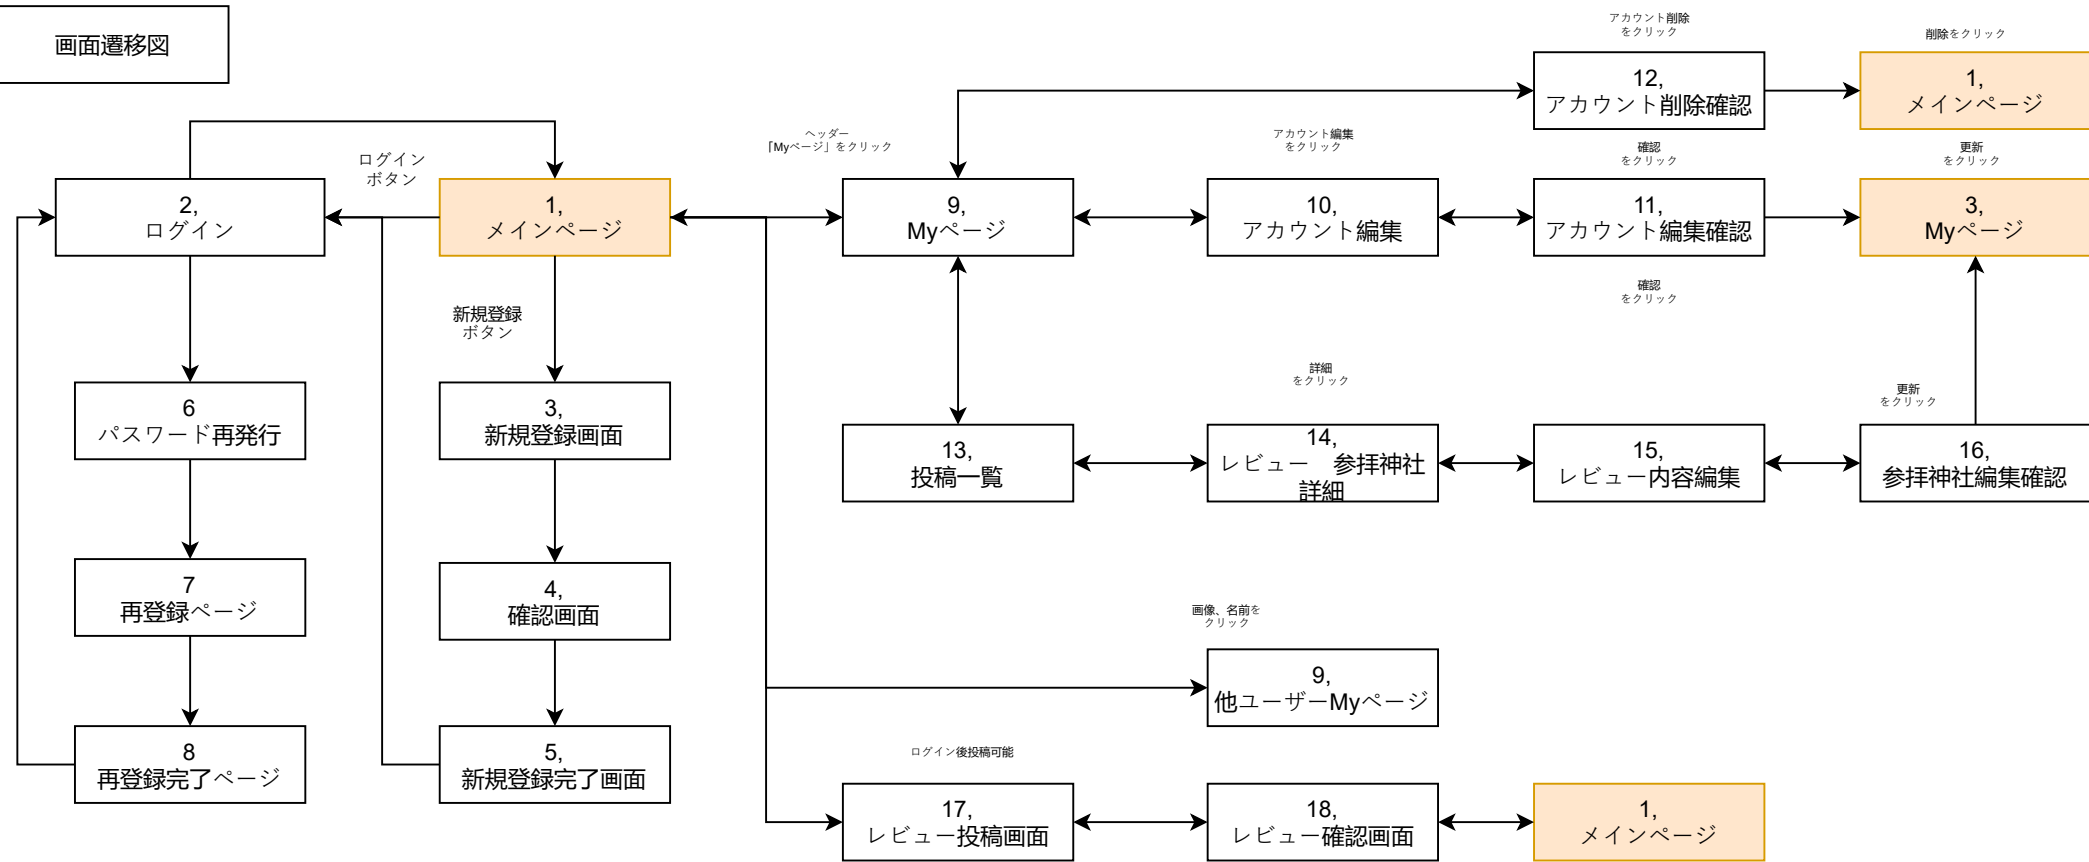 画面遷移図
アカウント削除
をクリック
削除をクリック
12,
アカウント削除確認
1,
メインページ
ログイン
ボタン
ヘッダー
「Myページ」をクリック
アカウント編集
をクリック
確認
をクリック
更新
をクリック
2,
ログイン
1,
メインページ
9,
Myページ
10,
アカウント編集
11,
アカウント編集確認
3,
Myページ
新規登録
ボタン
確認
をクリック
詳細
をクリック
更新
をクリック
6
パスワード再発行
3,
新規登録画面
13,
投稿一覧
14,
レビュー　参拝神社
詳細
15,
レビュー内容編集
16,
参拝神社編集確認
7
再登録ページ
4,
確認画面
画像、名前を
クリック
9,
他ユーザーMyページ
8
再登録完了ページ
5,
新規登録完了画面
ログイン後投稿可能
17,
レビュー投稿画面
18,
レビュー確認画面
1,
メインページ